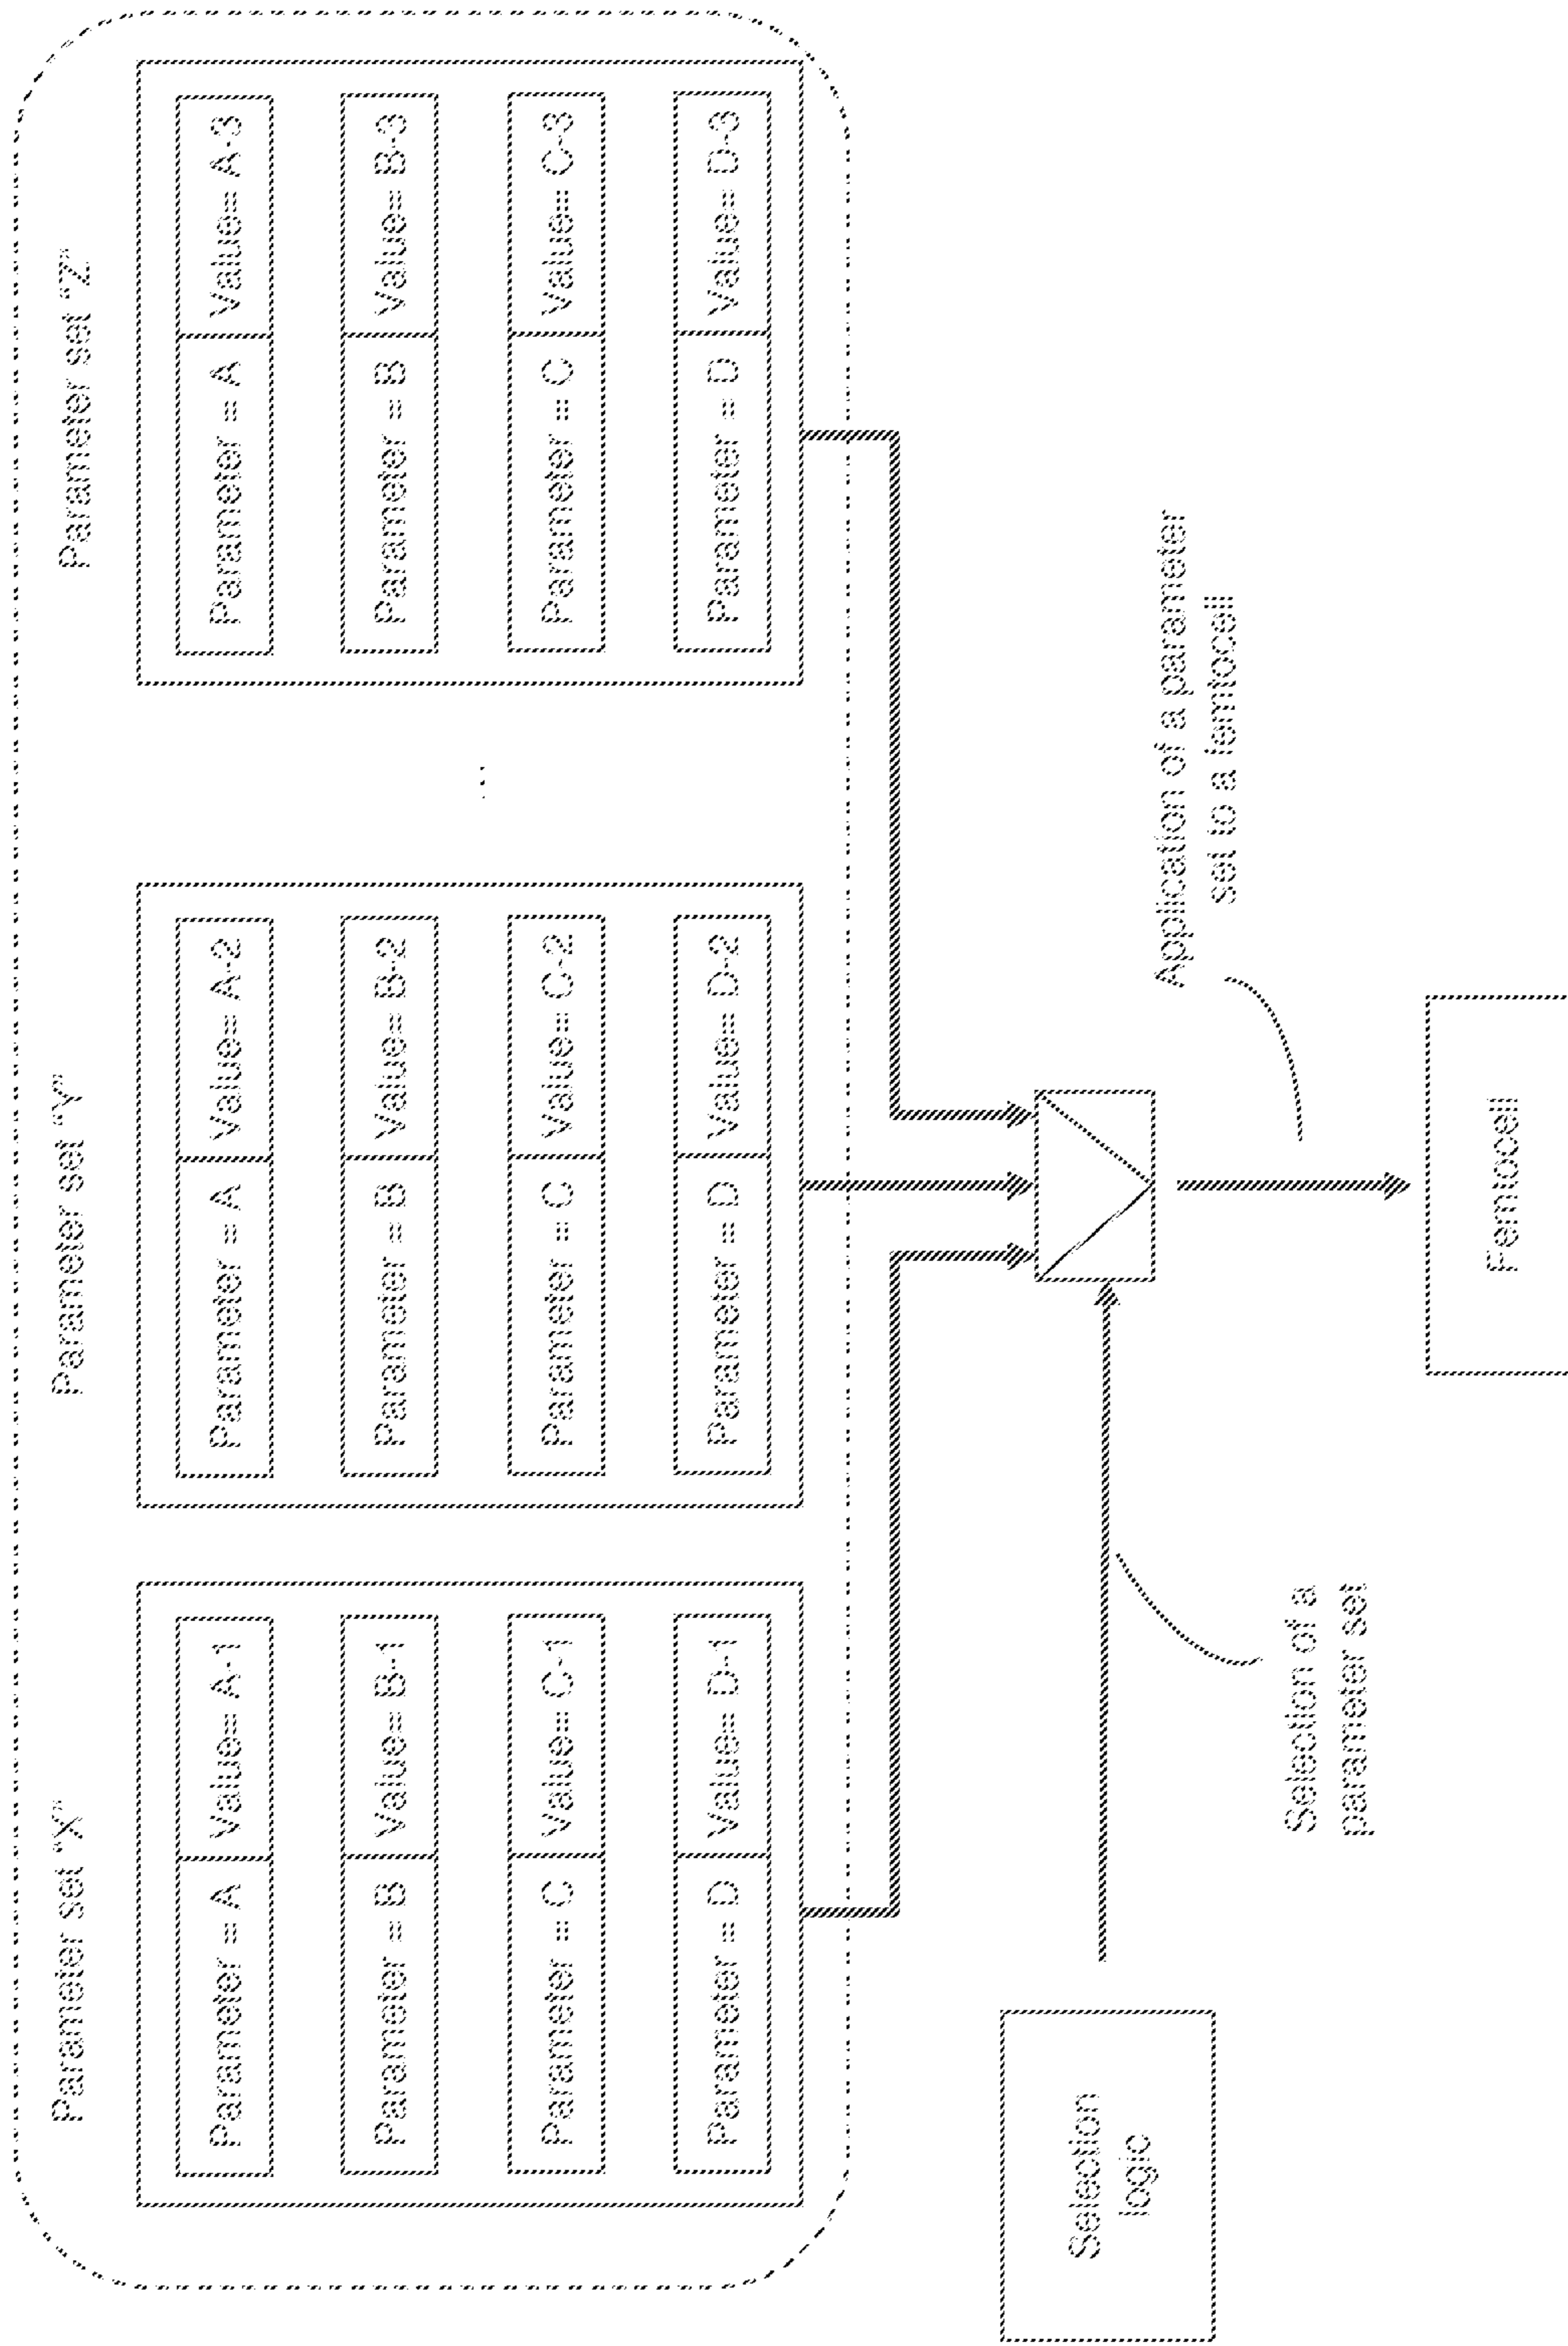 Parameter set "X"
Parameter = A
Value= A-1
Parameter = B
Value= B-1
Parameter = C
Value= C-1
Parameter = D
Value= D-1
Parameter set "Y"
Parameter = A
Value= A-2
Parameter = B
Value= B-2
Parameter = C
Value= C-2
Parameter = D
Value= D-2
...
Parameter set "Z"
Parameter = A
Value= A-3
Parameter = B
Value= B-3
Parameter = C
Value= C-3
Parameter = D
Value= D-3
Selection
logic
Selection of a
parameter set
Application of a parameter
set to a femtocell
Femtocell